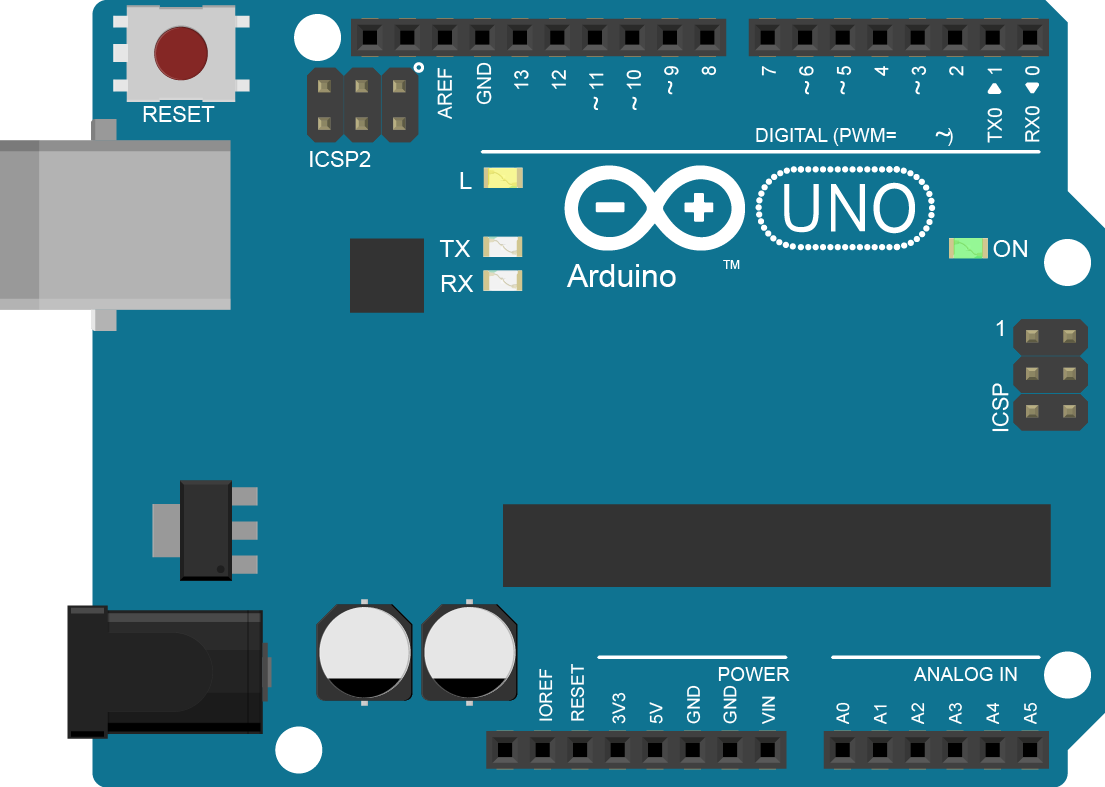 RESET
ICSP2
AREF
GND
13
12
~11
~10
~9
8
7
~6
~5
4
~3
2
TX0 ▶ 1
RX0 ◀ 0
DIGITAL (PWM= ~)
L
TX
RX
UNO
Arduino
TM
ON
1
ICSP
IOREF
RESET
3V3
5V
GND
GND
VIN
POWER
A0
A1
A2
A3
A4
A5
ANALOG IN